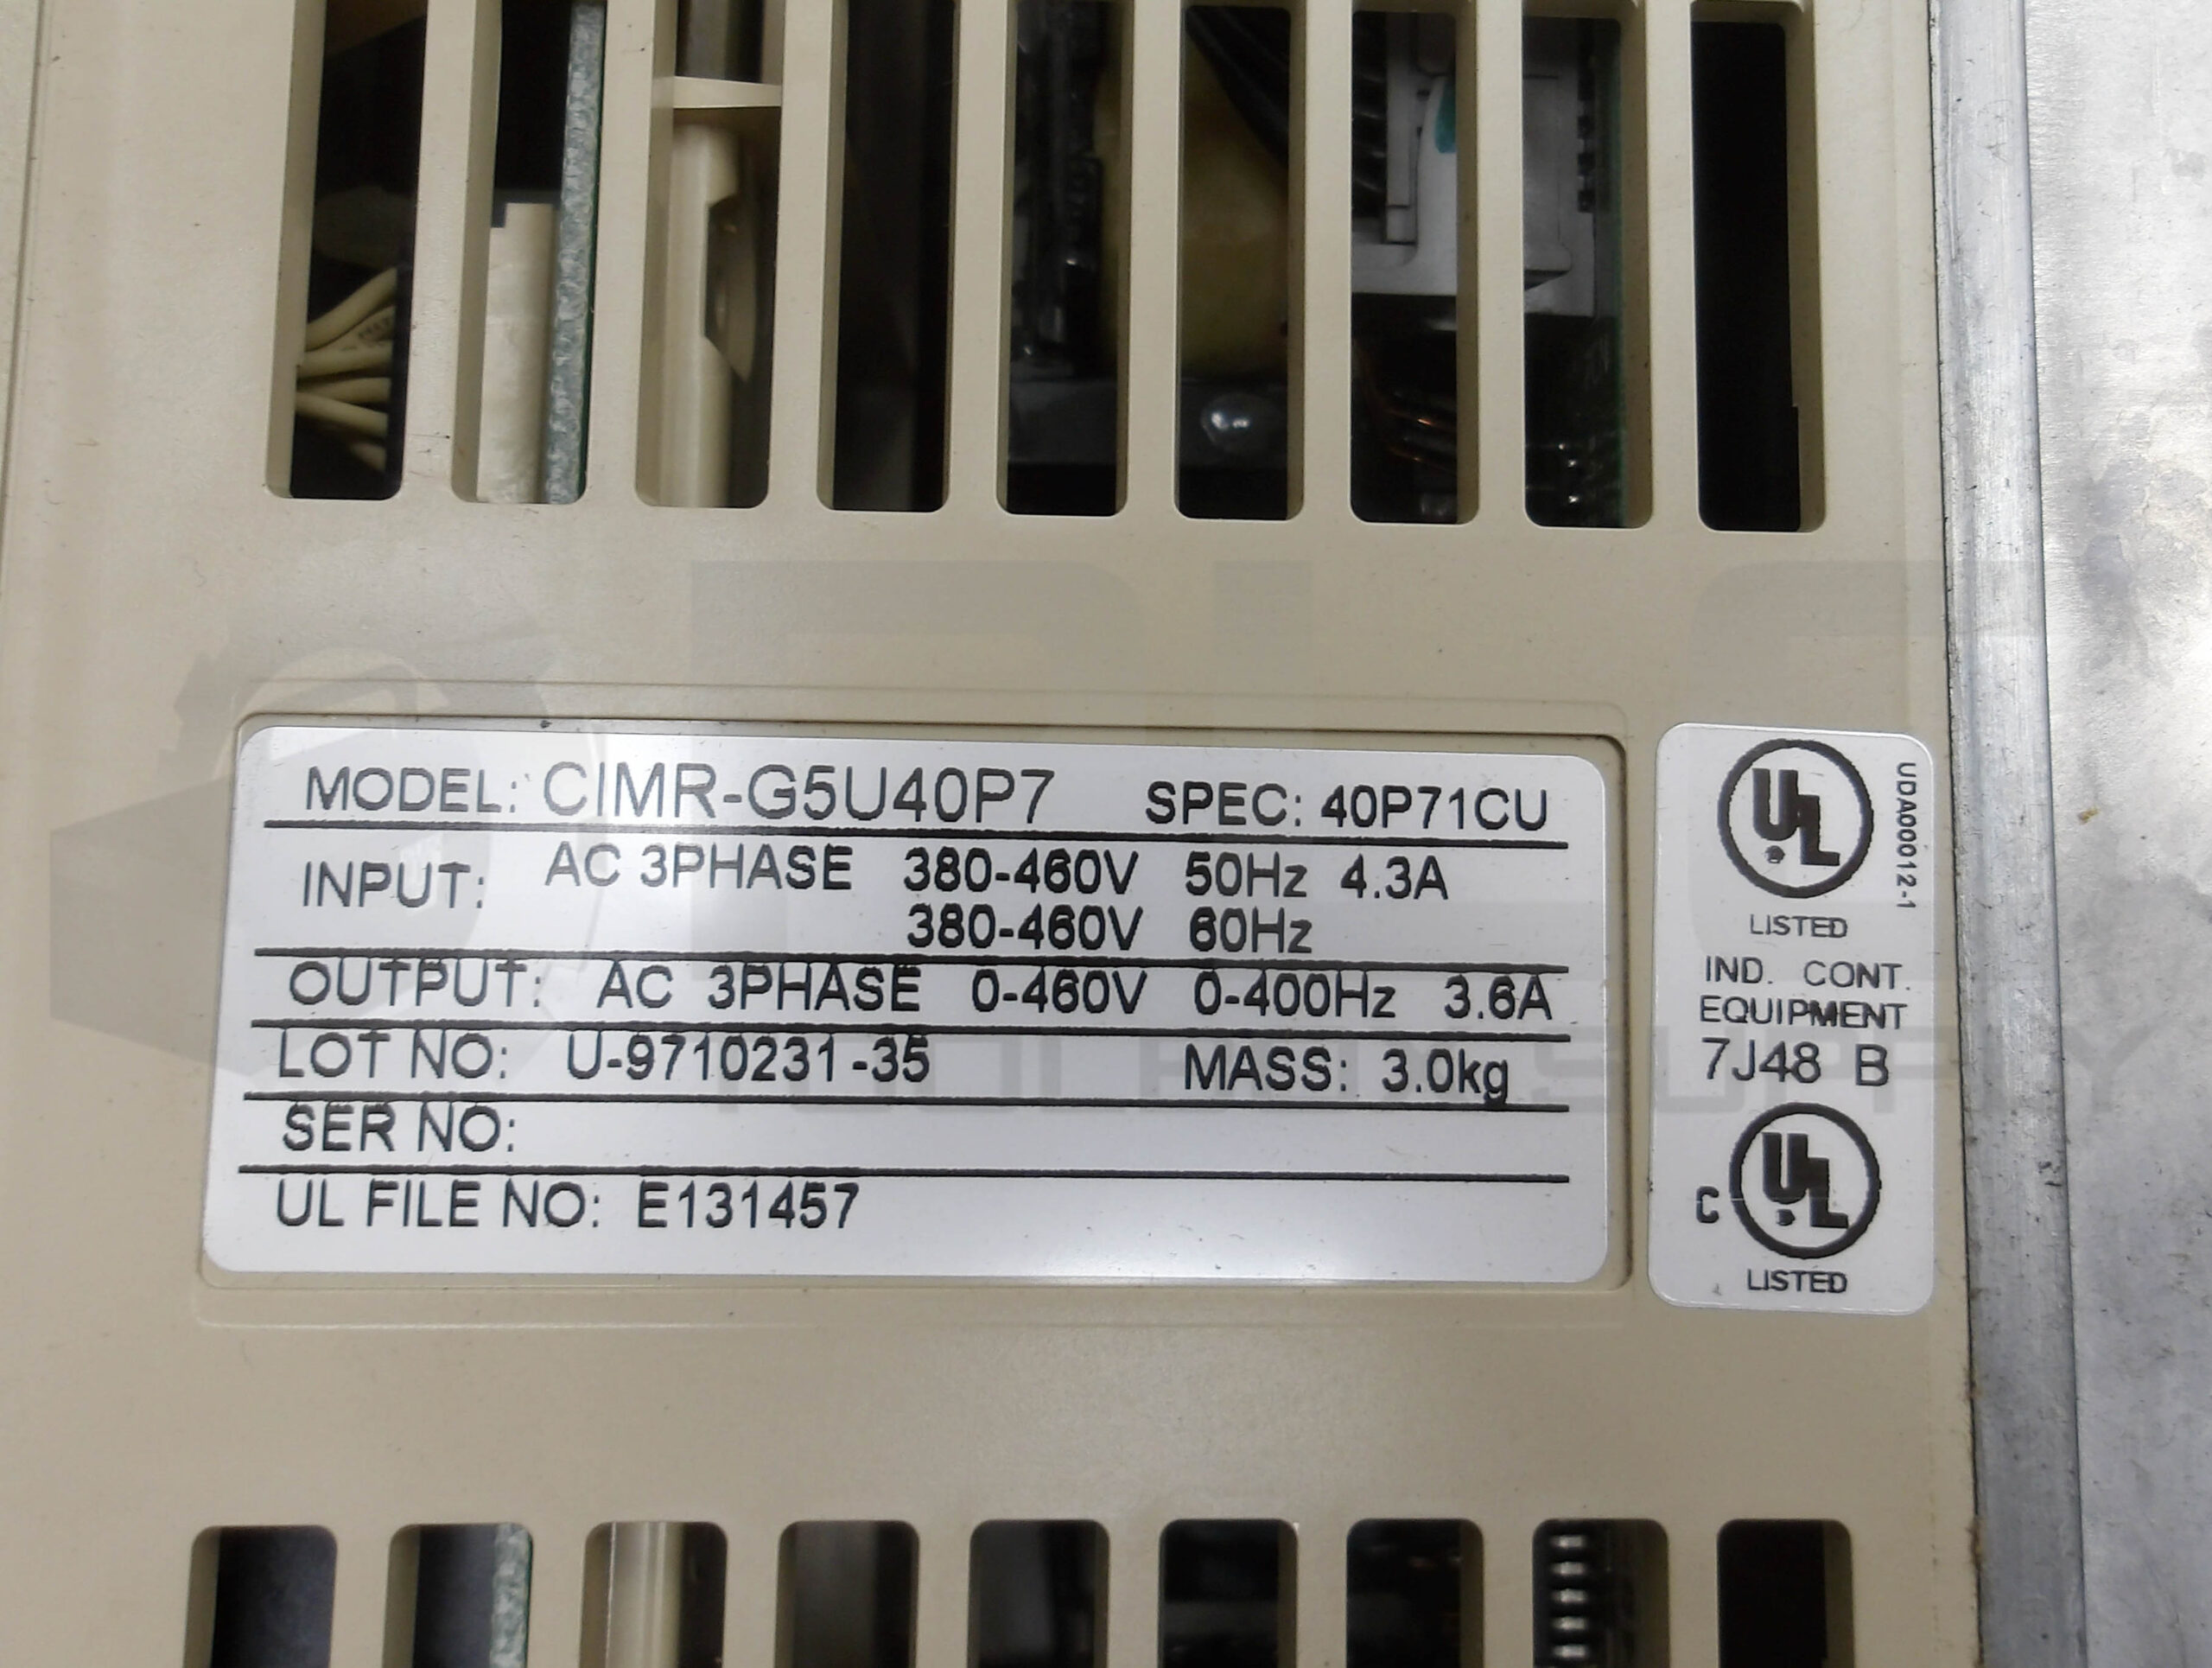 MODEL: CIMR-G5U40P7 SPEC: 40P71CU
INPUT: AC 3PHASE 380-460V 50Hz 4.3A
380-460V 60Hz
OUTPUT: AC 3PHASE 0-460V 0-400Hz 3.6A
LOT NO: U-9710231-35 MASS: 3.0kg
SER NO:
UL FILE NO: E131457
UL
LISTED
IND. CONT.
EQUIPMENT
7J48 B
C UL
LISTED
UDA00012-1
PLC
SUPPLY